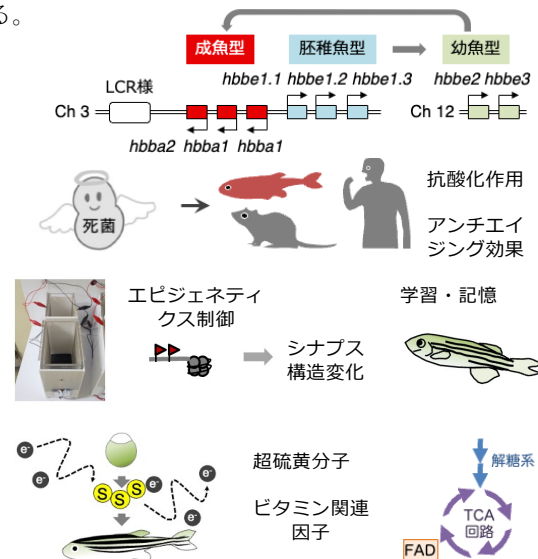 る。
成魚型
胚稚魚型
幼魚型
hbbe1.1 hbbe1.2 hbbe1.3
hbbe2 hbbe3
LCR様
Ch 3
Ch 12
hbba2 hbba1 hbba1
死菌
抗酸化作用
アンチエイ
ジング効果
エピジェネティ
クス制御
学習・記憶
シナプス
構造変化
e-
e-
e-
e-
e-
S S S
超硫黄分子
ビタミン関連
因子
解糖系
TCA
回路
FAD